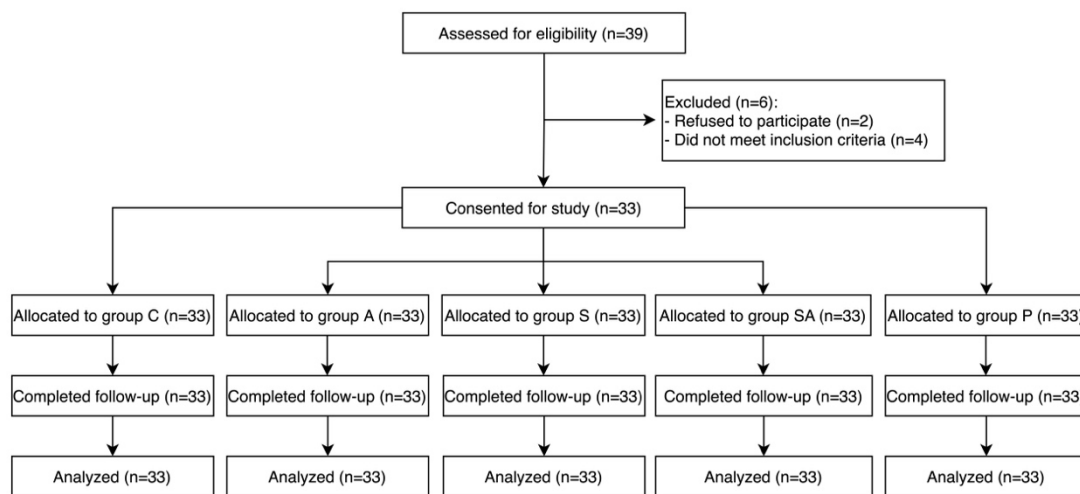 Assessed for eligibility (n=39)
Excluded (n=6):
- Refused to participate (n=2)
- Did not meet inclusion criteria (n=4)
Consented for study (n=33)
Allocated to group C (n=33)
Allocated to group A (n=33)
Allocated to group S (n=33)
Allocated to group SA (n=33)
Allocated to group P (n=33)
Completed follow-up (n=33)
Completed follow-up (n=33)
Completed follow-up (n=33)
Completed follow-up (n=33)
Completed follow-up (n=33
Analyzed (n=33)
Analyzed (n=33)
Analyzed (n=33)
Analyzed (n=33)
Analyzed (n=33)